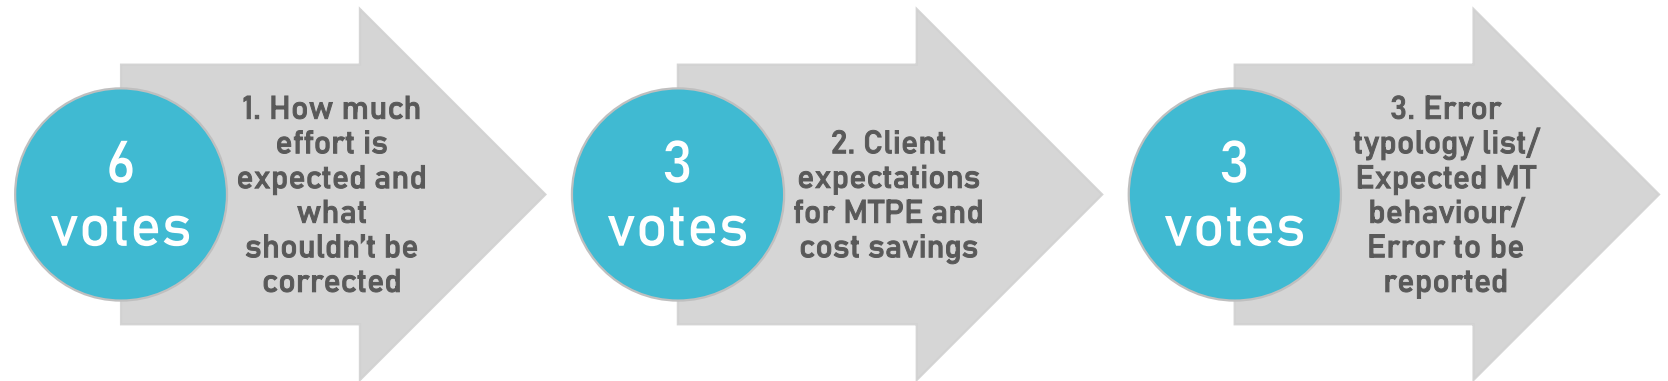 6
votes
1. How much
effort is
expected and
what
shouldn't be
corrected
3
votes
2. Client
expectations
for MTPE and
cost savings
3
votes
3. Error
typology list/
Expected MT
behaviour/
Error to be
reported